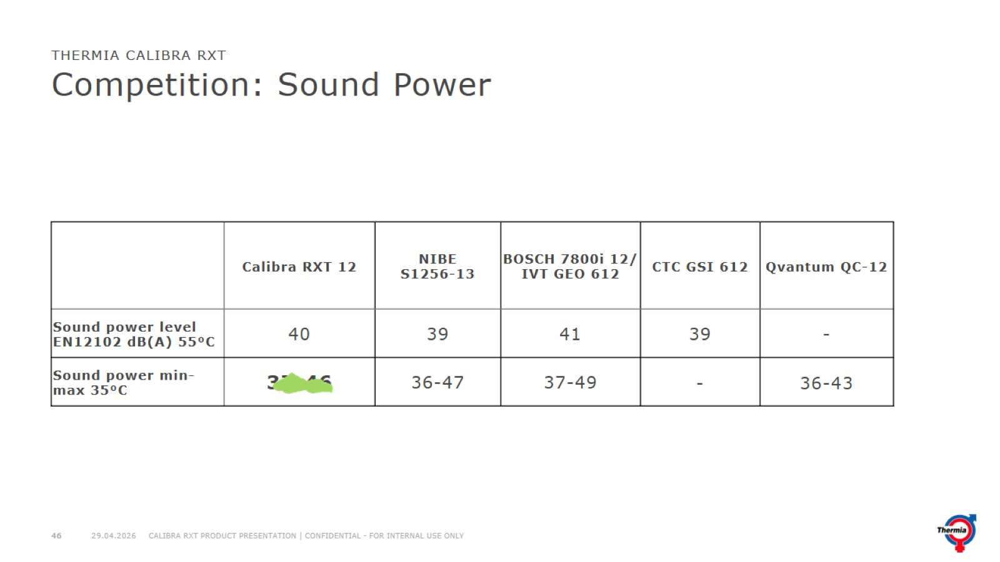 THERMIA CALIBRA RXT
Competition: Sound Power
Calibra RXT 12
NIBE
S1256-13
BOSCH 7800i 12/
IVT GEO 612
CTC GSI 612
Qvantum QC-12
Sound power level
EN12102 dB(A) 55ºC
40
39
41
39
-
Sound power min-
max 35ºC
36-47
37-49
-
36-43
46
29.04.2026
CALIBRA RXT PRODUCT PRESENTATION | CONFIDENTIAL - FOR INTERNAL USE ONLY
Thermia